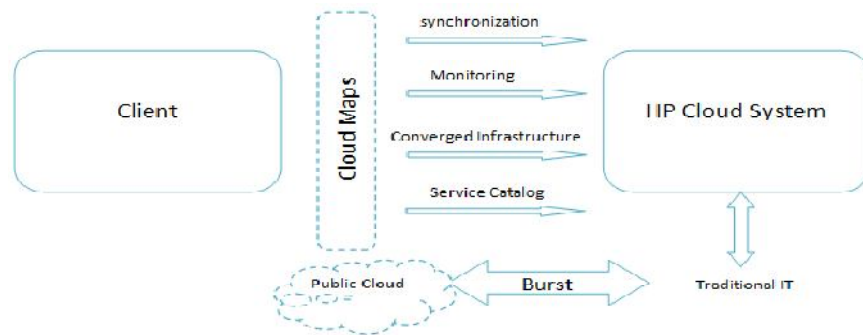 synchronization
Client
Cloud Maps
Monitoring
HP Cloud System
Converged Infrastructure
Service Catalog
Public Cloud
Burst
Traditional IT